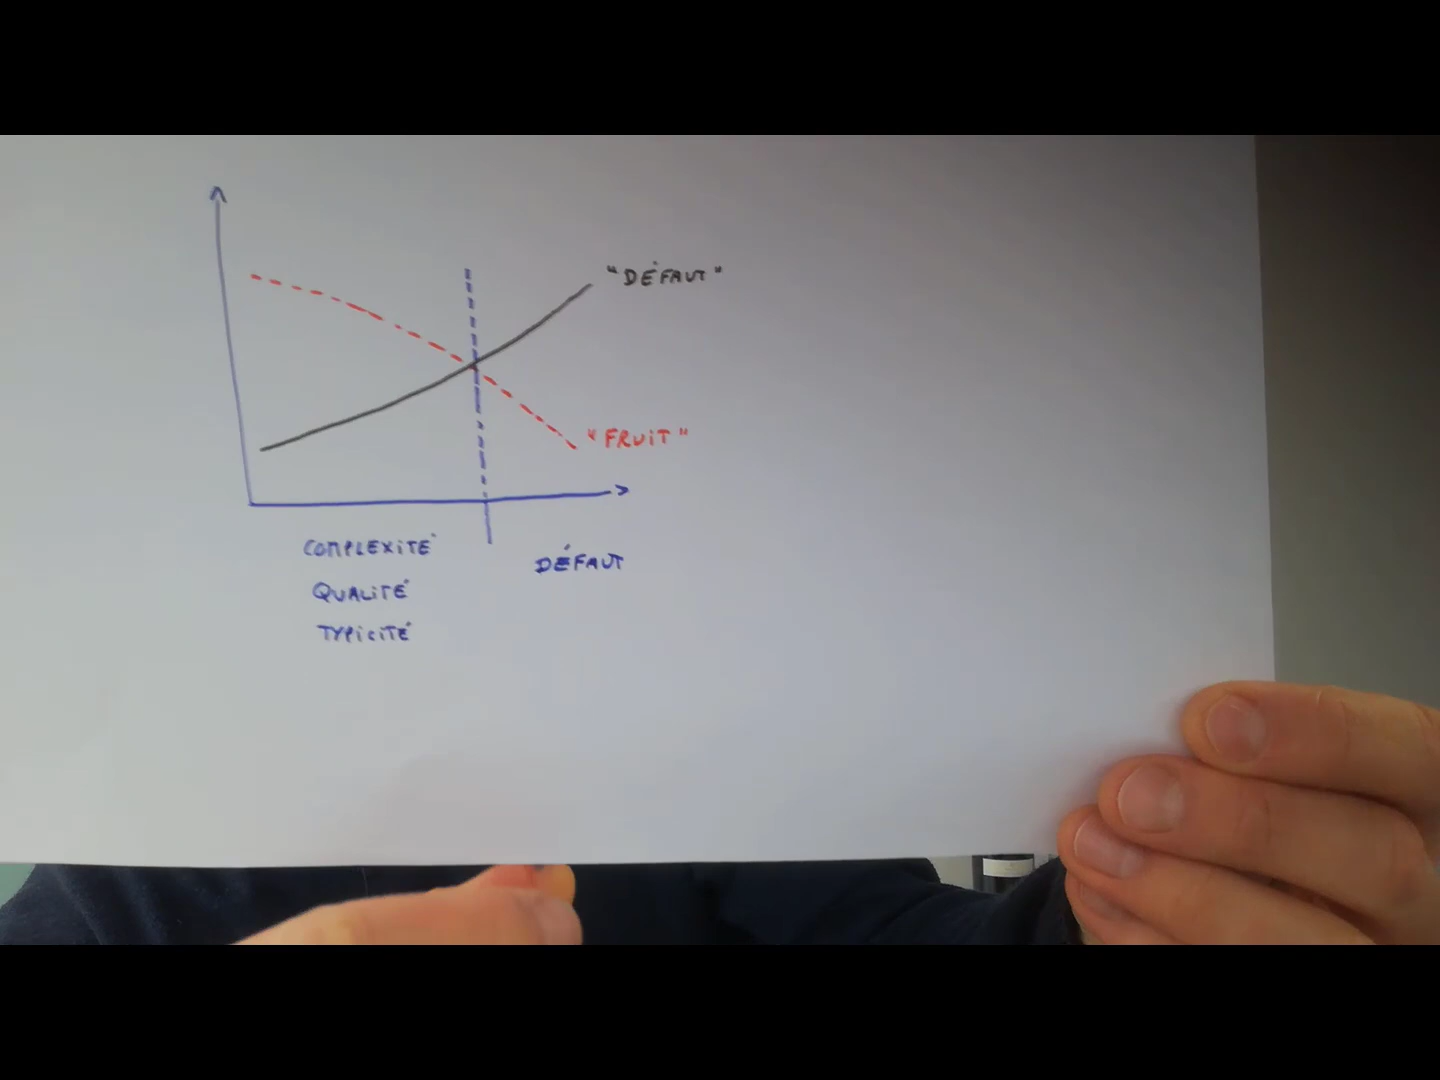 "DÉFAUT"
"FRUIT"
COMPLEXITÉ
DÉFAUT
QUALITÉ
TYPICITÉ